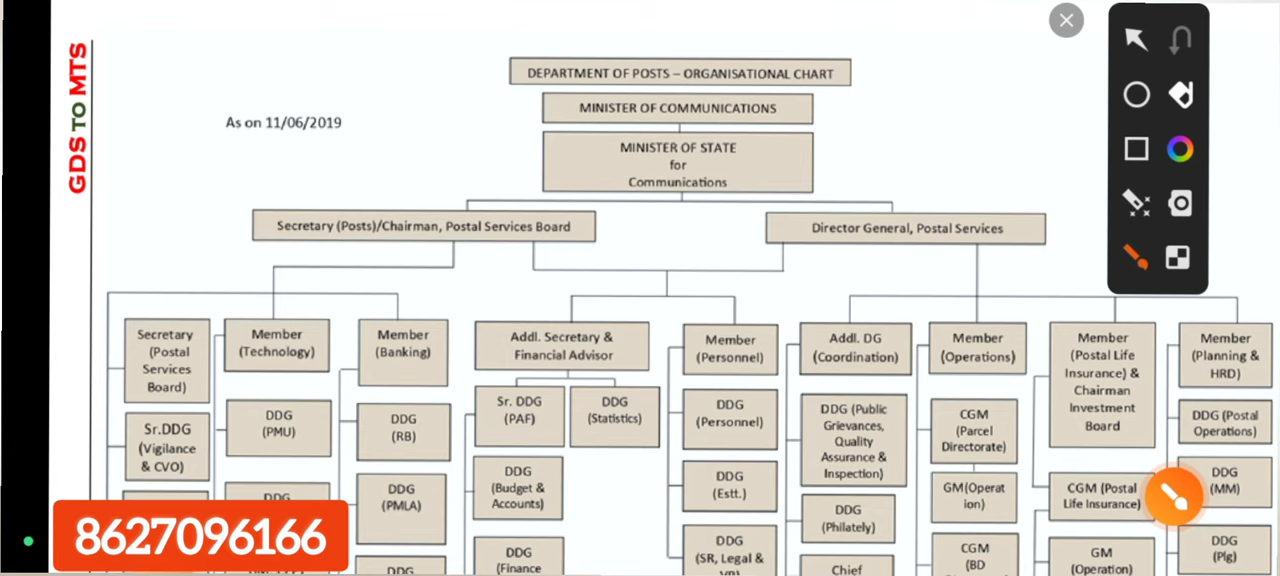 GDS TO MTS
DEPARTMENT OF POSTS – ORGANISATIONAL CHART
MINISTER OF COMMUNICATIONS
As on 11/06/2019
MINISTER OF STATE
for
Communications
Secretary (Posts)/Chairman, Postal Services Board
Director General, Postal Services
Secretary
(Postal
Services
Board)
Member
(Technology)
Member
(Banking)
Addl. Secretary &
Financial Advisor
Member
(Personnel)
Addl. DG
(Coordination)
Member
(Operations)
Member
(Postal Life
Insurance) &
Chairman
Investment
Board
Member
(Planning &
HRD)
Sr.DDG
(Vigilance
& CVO)
DDG
(PMU)
DDG
(RB)
Sr. DDG
(PAF)
DDG
(Statistics)
DDG
(Personnel)
DDG (Public
Grievances,
Quality
Assurance &
Inspection)
CGM
(Parcel
Directorate)
DDG (Postal
Operations)
DDG
DDG
(PMLA)
DDG
(Budget &
Accounts)
DDG
(Estt.)
DDG
(Philately)
GM(Operat
ion)
CGM (Postal
Life Insurance)
DDG
(MM)
DDG
DDG
(Finance
DDG
(SR, Legal &
Chief
CGM
(BD
GM
(Operation)
DDG
(Plg)
8627096166